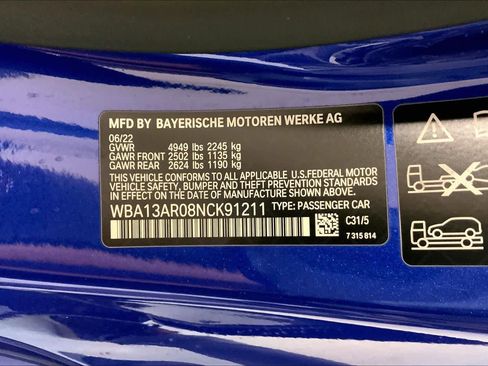 MFD BY BAYERISCHE MOTOREN WERKE AG
06/22
GVWR 4949 lbs 2245 kg
GAWR FRONT 2502 lbs 1135 kg
GAWR REAR 2624 lbs 1190 kg
THIS VEHICLE CONFORMS TO ALL APPLICABLE U.S.FEDERAL MOTOR
VEHICLE SAFETY, BUMPER, AND THEFT PREVENTION STANDARDS IN
EFFECT ON THE DATE OF MANUFACTURE SHOWN ABOVE.
WBA13AR08NCK91211 TYPE: PASSENGER CAR
C31/5
7 315 814